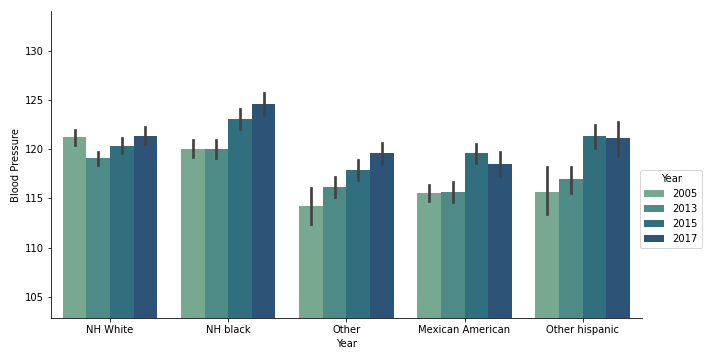 130
125
120
115
110
105
Blood Pressure
NH White
NH black
Other
Mexican American
Other hispanic
Year
Year
2005
2013
2015
2017